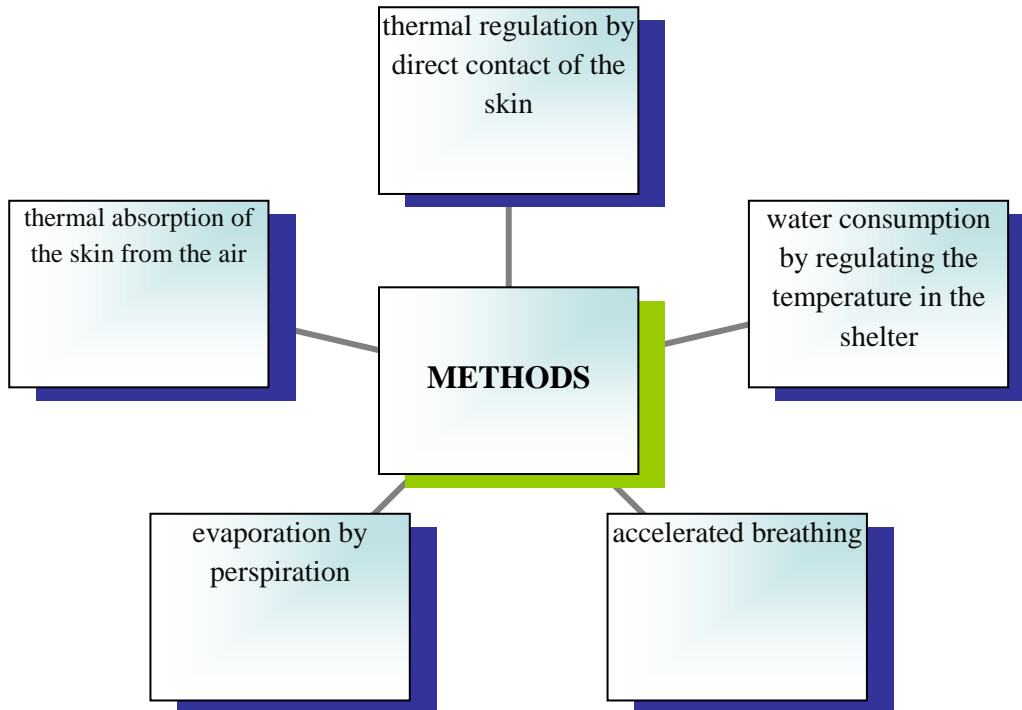 thermal regulation by
direct contact of the
skin
thermal absorption of
the skin from the air
water consumption
by regulating the
temperature in the
shelter
METHODS
evaporation by
perspiration
accelerated breathing